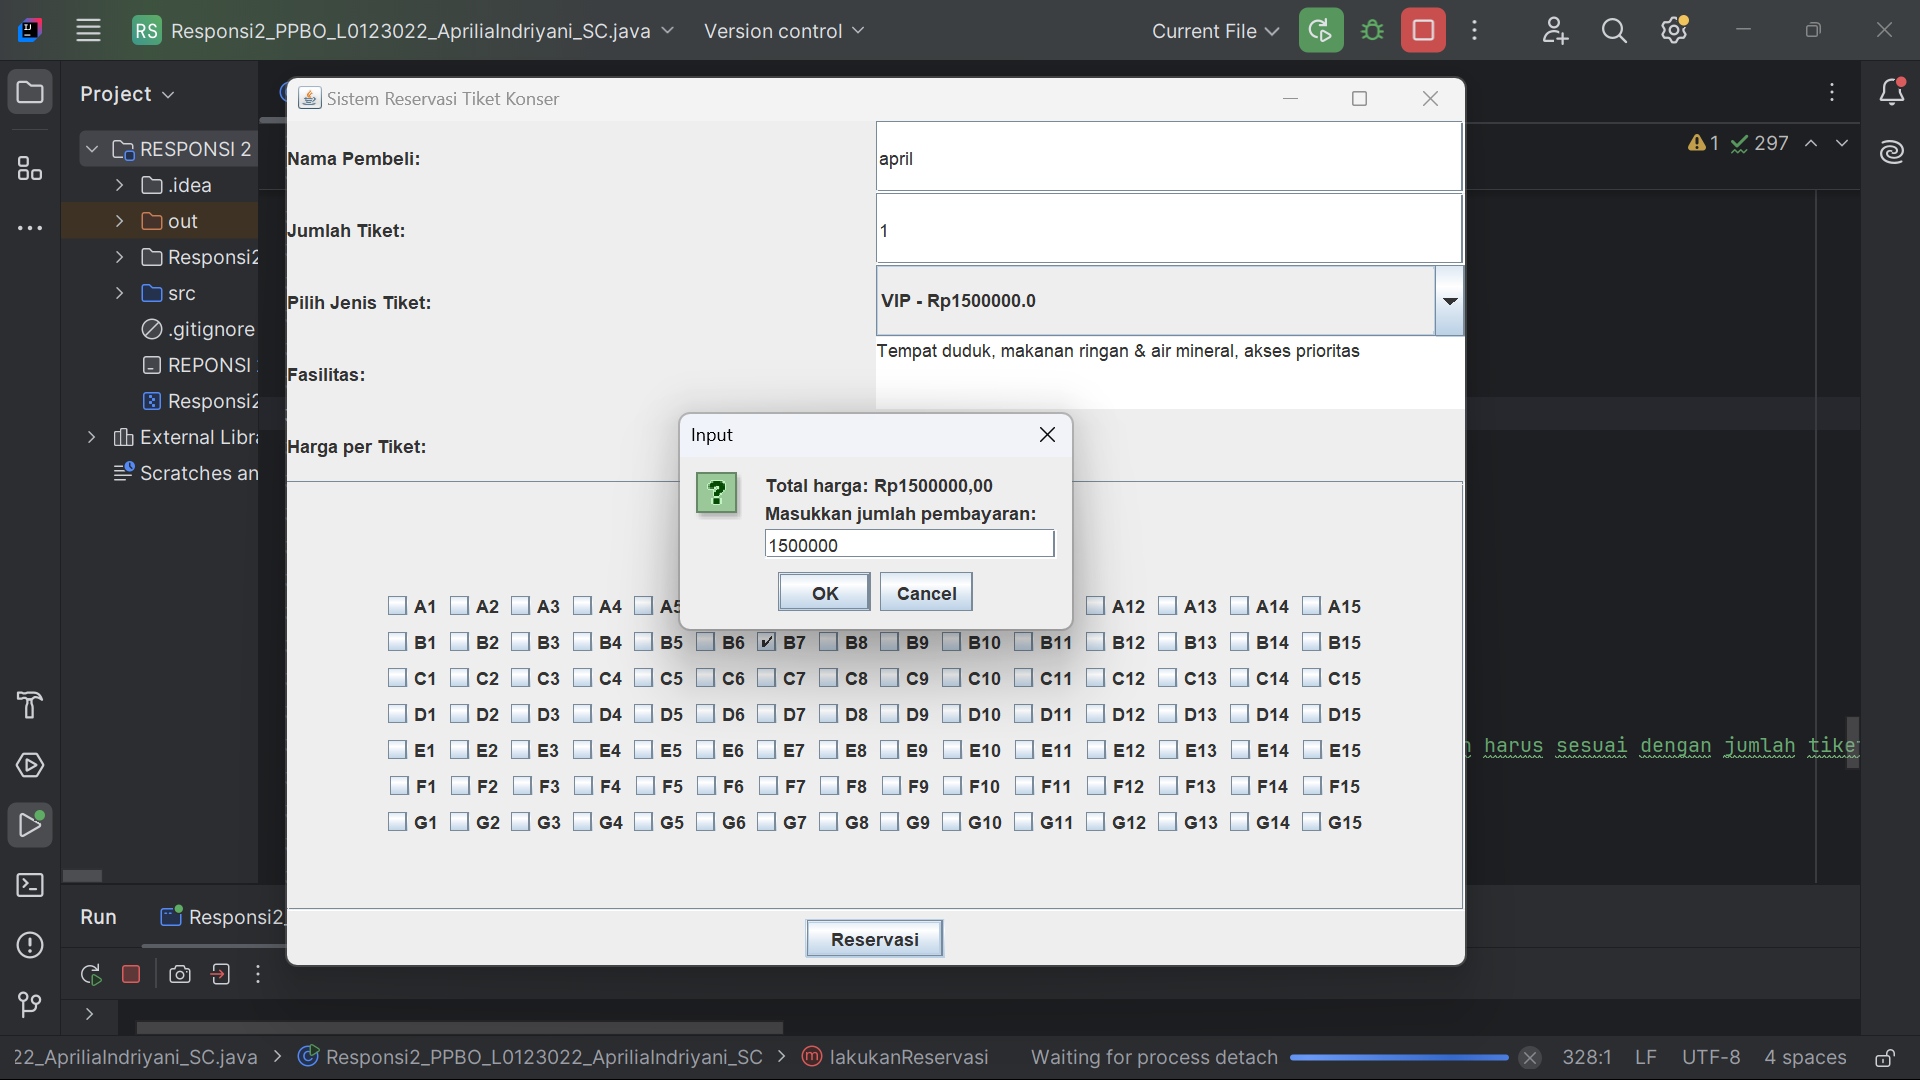 RS Responsi2_PPBO_L0123022_AprilialIndriyani_SC.java Version control Current File
Project
RESPONSI 2
.idea
out
Responsi2
src
.gitignore
REPONSI
Responsi2
External Libra
Scratches an
1 297
Sistem Reservasi Tiket Konser
Nama Pembeli: april
Jumlah Tiket: 1
Pilih Jenis Tiket: VIP - Rp1500000.0
Fasilitas: Tempat duduk, makanan ringan & air mineral, akses prioritas
Harga per Tiket:
Input
Total harga: Rp1500000,00
Masukkan jumlah pembayaran:
1500000
OK Cancel
A1 A2 A3 A4 A5 A12 A13 A14 A15
B1 B2 B3 B4 B5 B6 B7 B8 B9 B10 B11 B12 B13 B14 B15
C1 C2 C3 C4 C5 C6 C7 C8 C9 C10 C11 C12 C13 C14 C15
D1 D2 D3 D4 D5 D6 D7 D8 D9 D10 D11 D12 D13 D14 D15
E1 E2 E3 E4 E5 E6 E7 E8 E9 E10 E11 E12 E13 E14 E15
F1 F2 F3 F4 F5 F6 F7 F8 F9 F10 F11 F12 F13 F14 F15
G1 G2 G3 G4 G5 G6 G7 G8 G9 G10 G11 G12 G13 G14 G15
Reservasi
harus sesuai dengan jumlah tike
Run Responsi2_
22_AprilialIndriyani_SC.java Responsi2_PPBO_L0123022_AprilialIndriyani_SC lakukanReservasi Waiting for process detach 328:1 LF UTF-8 4 spaces